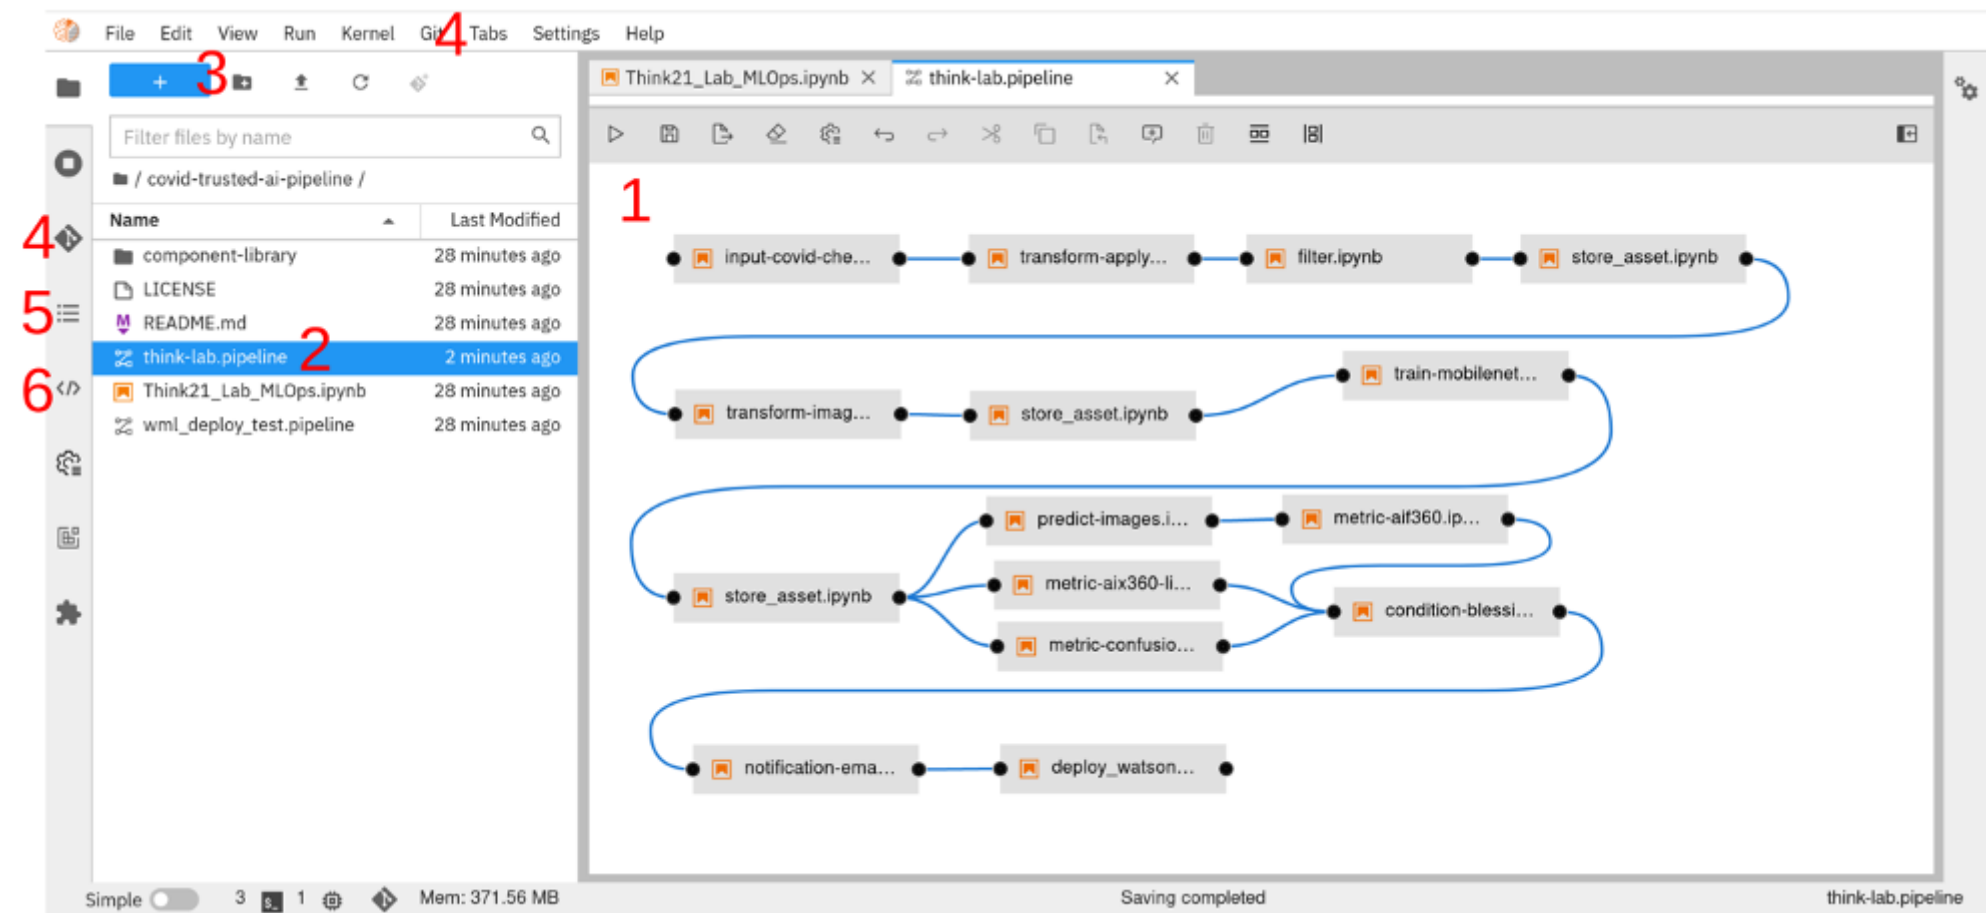 File Edit View Run Kernel Git 4 Tabs Settings Help
+ 3
Think21_Lab_MLOps.ipynb
think-lab.pipeline
Filter files by name
/ covid-trusted-ai-pipeline /
1
Name Last Modified
4
component-library 28 minutes ago
LICENSE 28 minutes ago
5
README.md 28 minutes ago
think-lab.pipeline 2 2 minutes ago
6
Think21_Lab_MLOps.ipynb 28 minutes ago
wml_deploy_test.pipeline 28 minutes ago
input-covid-che...
transform-apply...
filter.ipynb
store_asset.ipynb
transform-imag...
store_asset.ipynb
train-mobilenet...
store_asset.ipynb
predict-images.i...
metric-aif360.ip...
metric-aix360-li...
metric-confusio...
condition-blessi...
notification-ema...
deploy_watson...
Simple 3 $_ 1 Mem: 371.56 MB Saving completed think-lab.pipeline